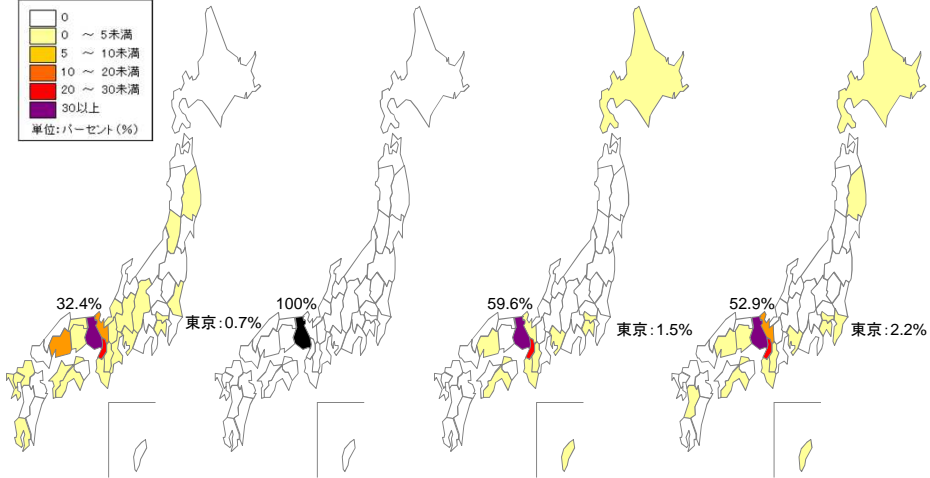 0
0 ～ 5未満
5 ～ 10未満
10 ～ 20未満
20 ～ 30未満
30以上
単位：パーセント（%）
32.4%
東京：0.7%
100%
59.6%
東京：1.5%
52.9%
東京：2.2%